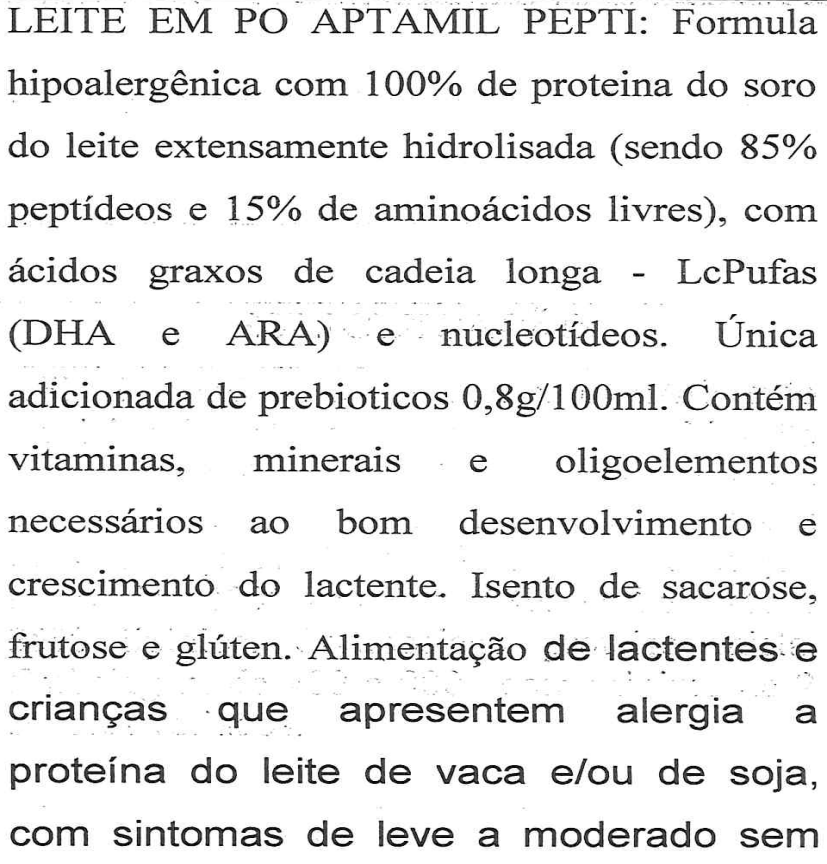 LEITE EM PO APTAMIL PEPTI: Formula
hipoalergênica com 100% de proteina do soro
do leite extensamente hidrolisada (sendo 85%
peptídeos e 15% de aminoácidos livres), com
ácidos graxos de cadeia longa - LcPufas
(DHA e ARA) e nucleotídeos. Única
adicionada de prebioticos 0,8g/100ml. Contém
vitaminas, minerais e oligoelementos
necessários ao bom desenvolvimento e
crescimento do lactente. Isento de sacarose,
frutose e glúten. Alimentação de lactentes e
crianças que apresentem alergia a
proteína do leite de vaca e/ou de soja,
com sintomas de leve a moderado sem